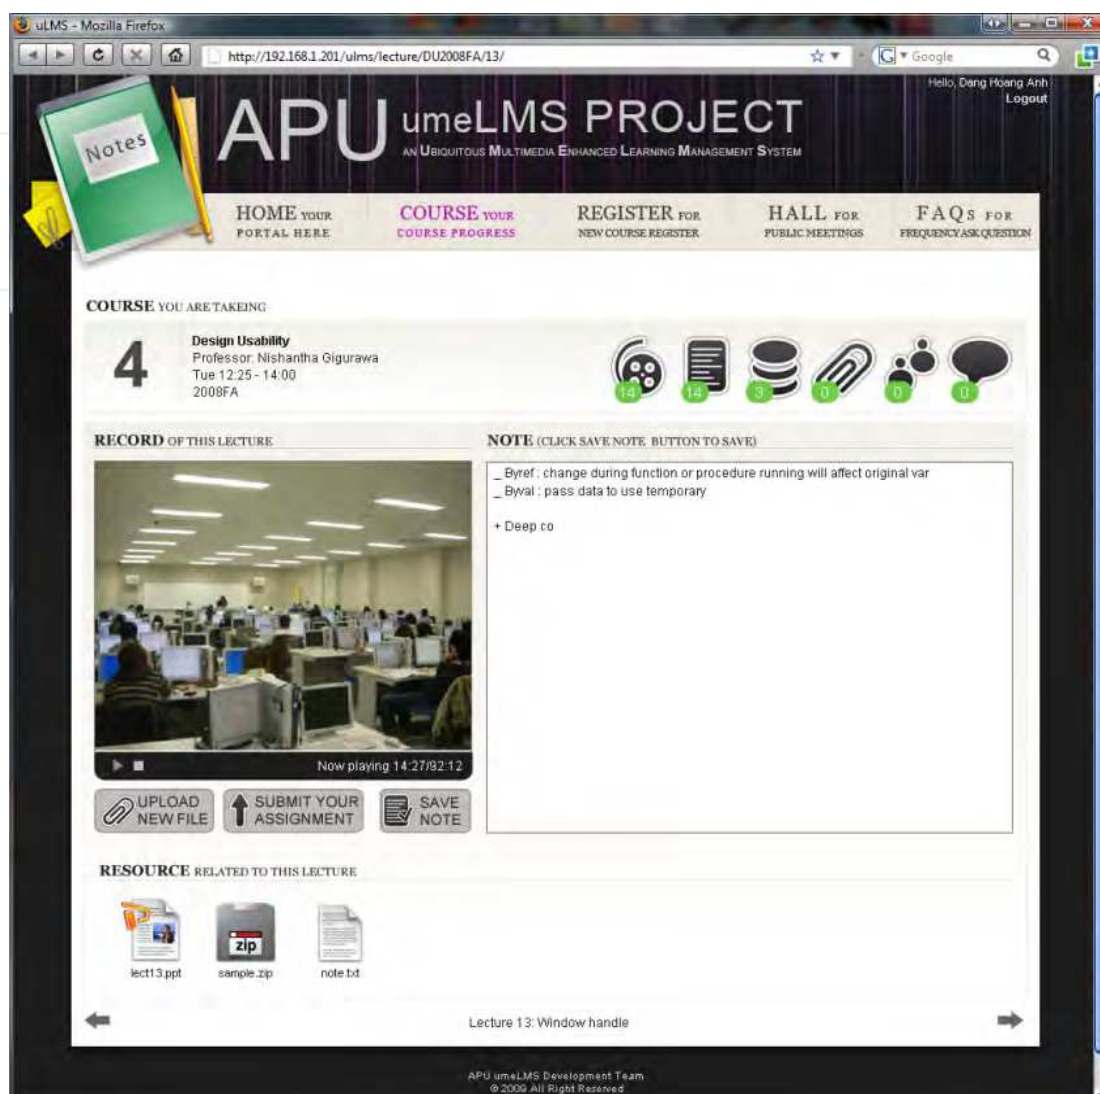 uLMS - Mozilla Firefox
http://192.168.1.201/ulms/lecture/DU2008FA/13/
Google
Hello, Dang Hoang Anh
Logout
Notes
APU umeLMS PROJECT
AN UBIQUITOUS MULTIMEDIA ENHANCED LEARNING MANAGEMENT SYSTEM
HOME YOUR
PORTAL HERE
COURSE YOUR
COURSE PROGRESS
REGISTER FOR
NEW COURSE REGISTER
HALL FOR
PUBLIC MEETINGS
FAQS FOR
FREQUENCY ASK QUESTION
COURSE YOU ARE TAKEING
4
Design Usability
Professor: Nishantha Gigurawa
Tue 12:25 - 14:00
2008FA
14 14 3 0 0 0
RECORD OF THIS LECTURE
NOTE (CLICK SAVE NOTE BUTTON TO SAVE)
_ Byref : change during function or procedure running will affect original var
_ Byval : pass data to use temporary
+ Deep co
Now playing 14:27/92:12
UPLOAD NEW FILE
SUBMIT YOUR ASSIGNMENT
SAVE NOTE
RESOURCE RELATED TO THIS LECTURE
zip
lect13.ppt sample.zip note.txt
Lecture 13: Window handle
APU umeLMS Development Team
© 2009 All Right Reserved